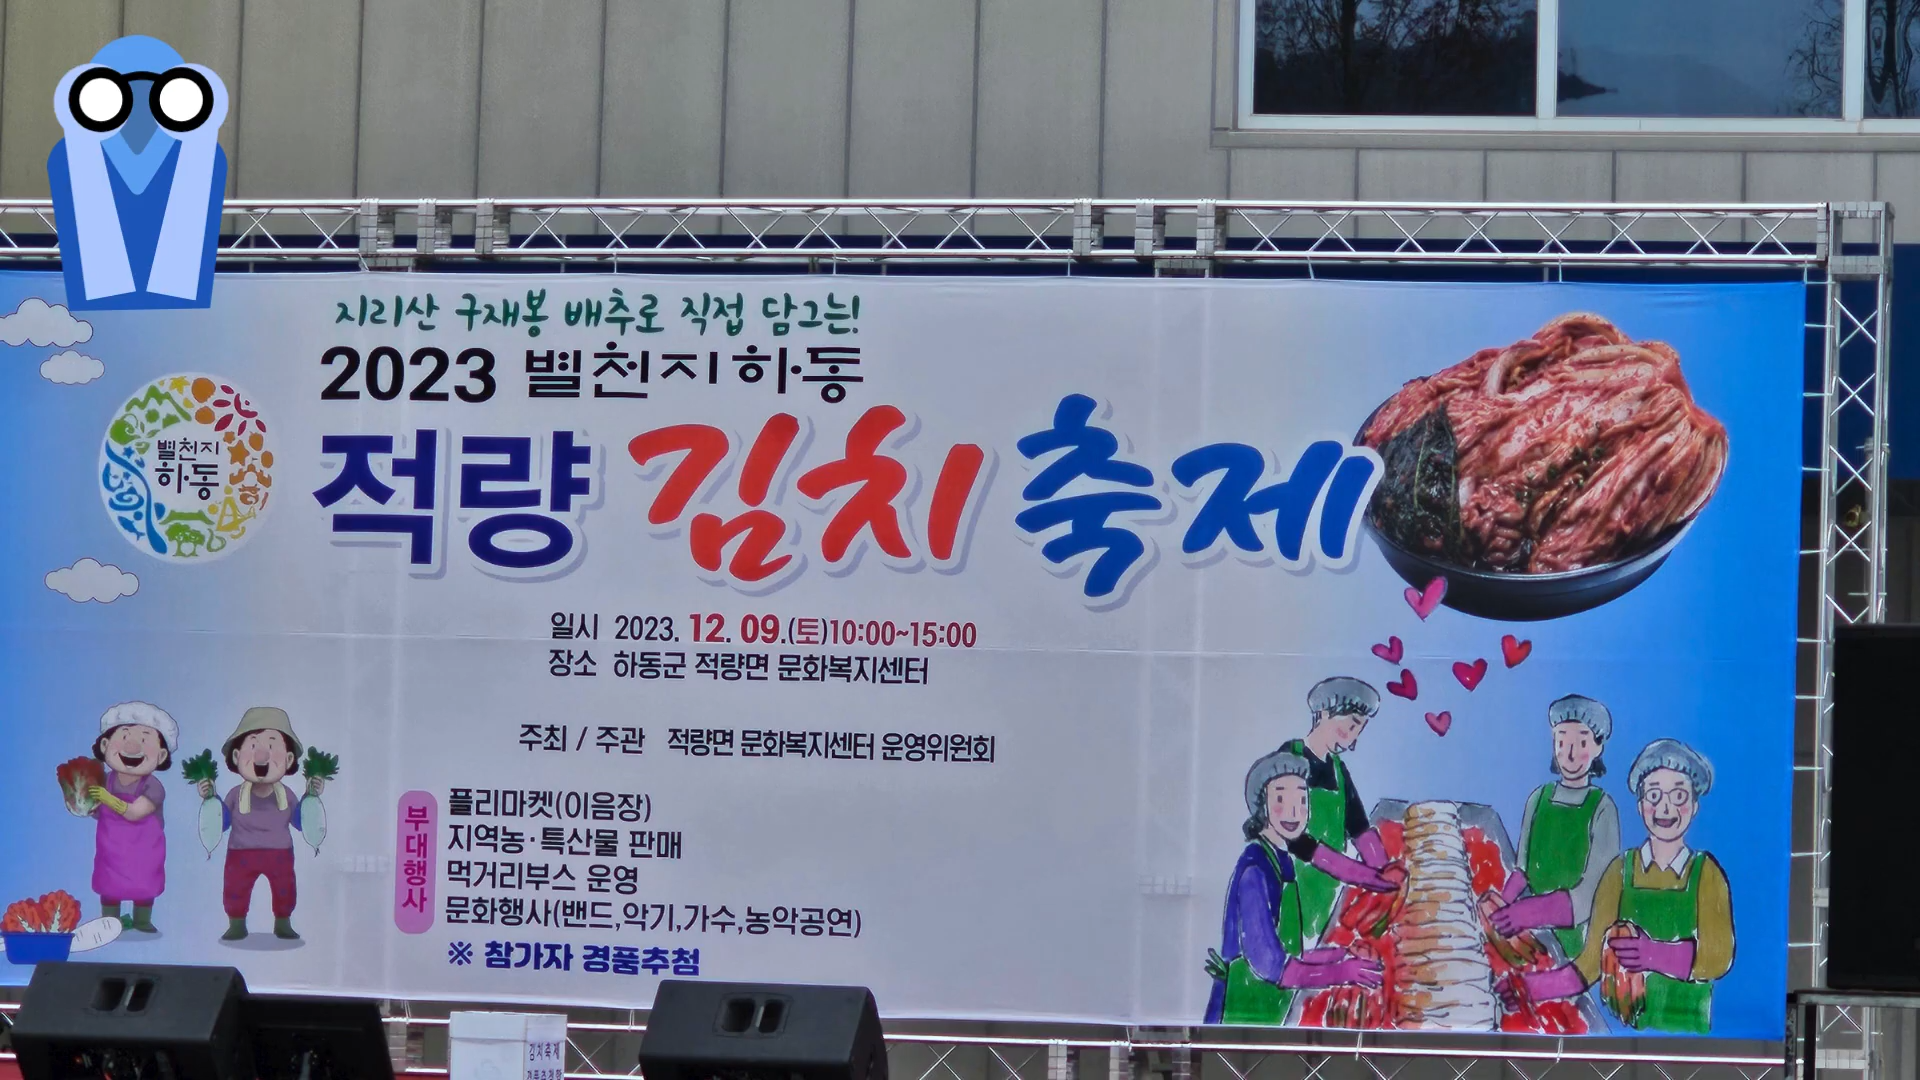 지리산 구재봉 배추로 직접 담그는!
2023 별천지하동
별천지
하동
적량 김치 축제
일시 2023. 12. 09.(토)10:00~15:00
장소 하동군 적량면 문화복지센터
주최 / 주관 적량면 문화복지센터 운영위원회
부대행사
플리마켓(이음장)
지역농·특산물 판매
먹거리부스 운영
문화행사(밴드,악기,가수,농악공연)
※ 참가자 경품추첨
김치축제